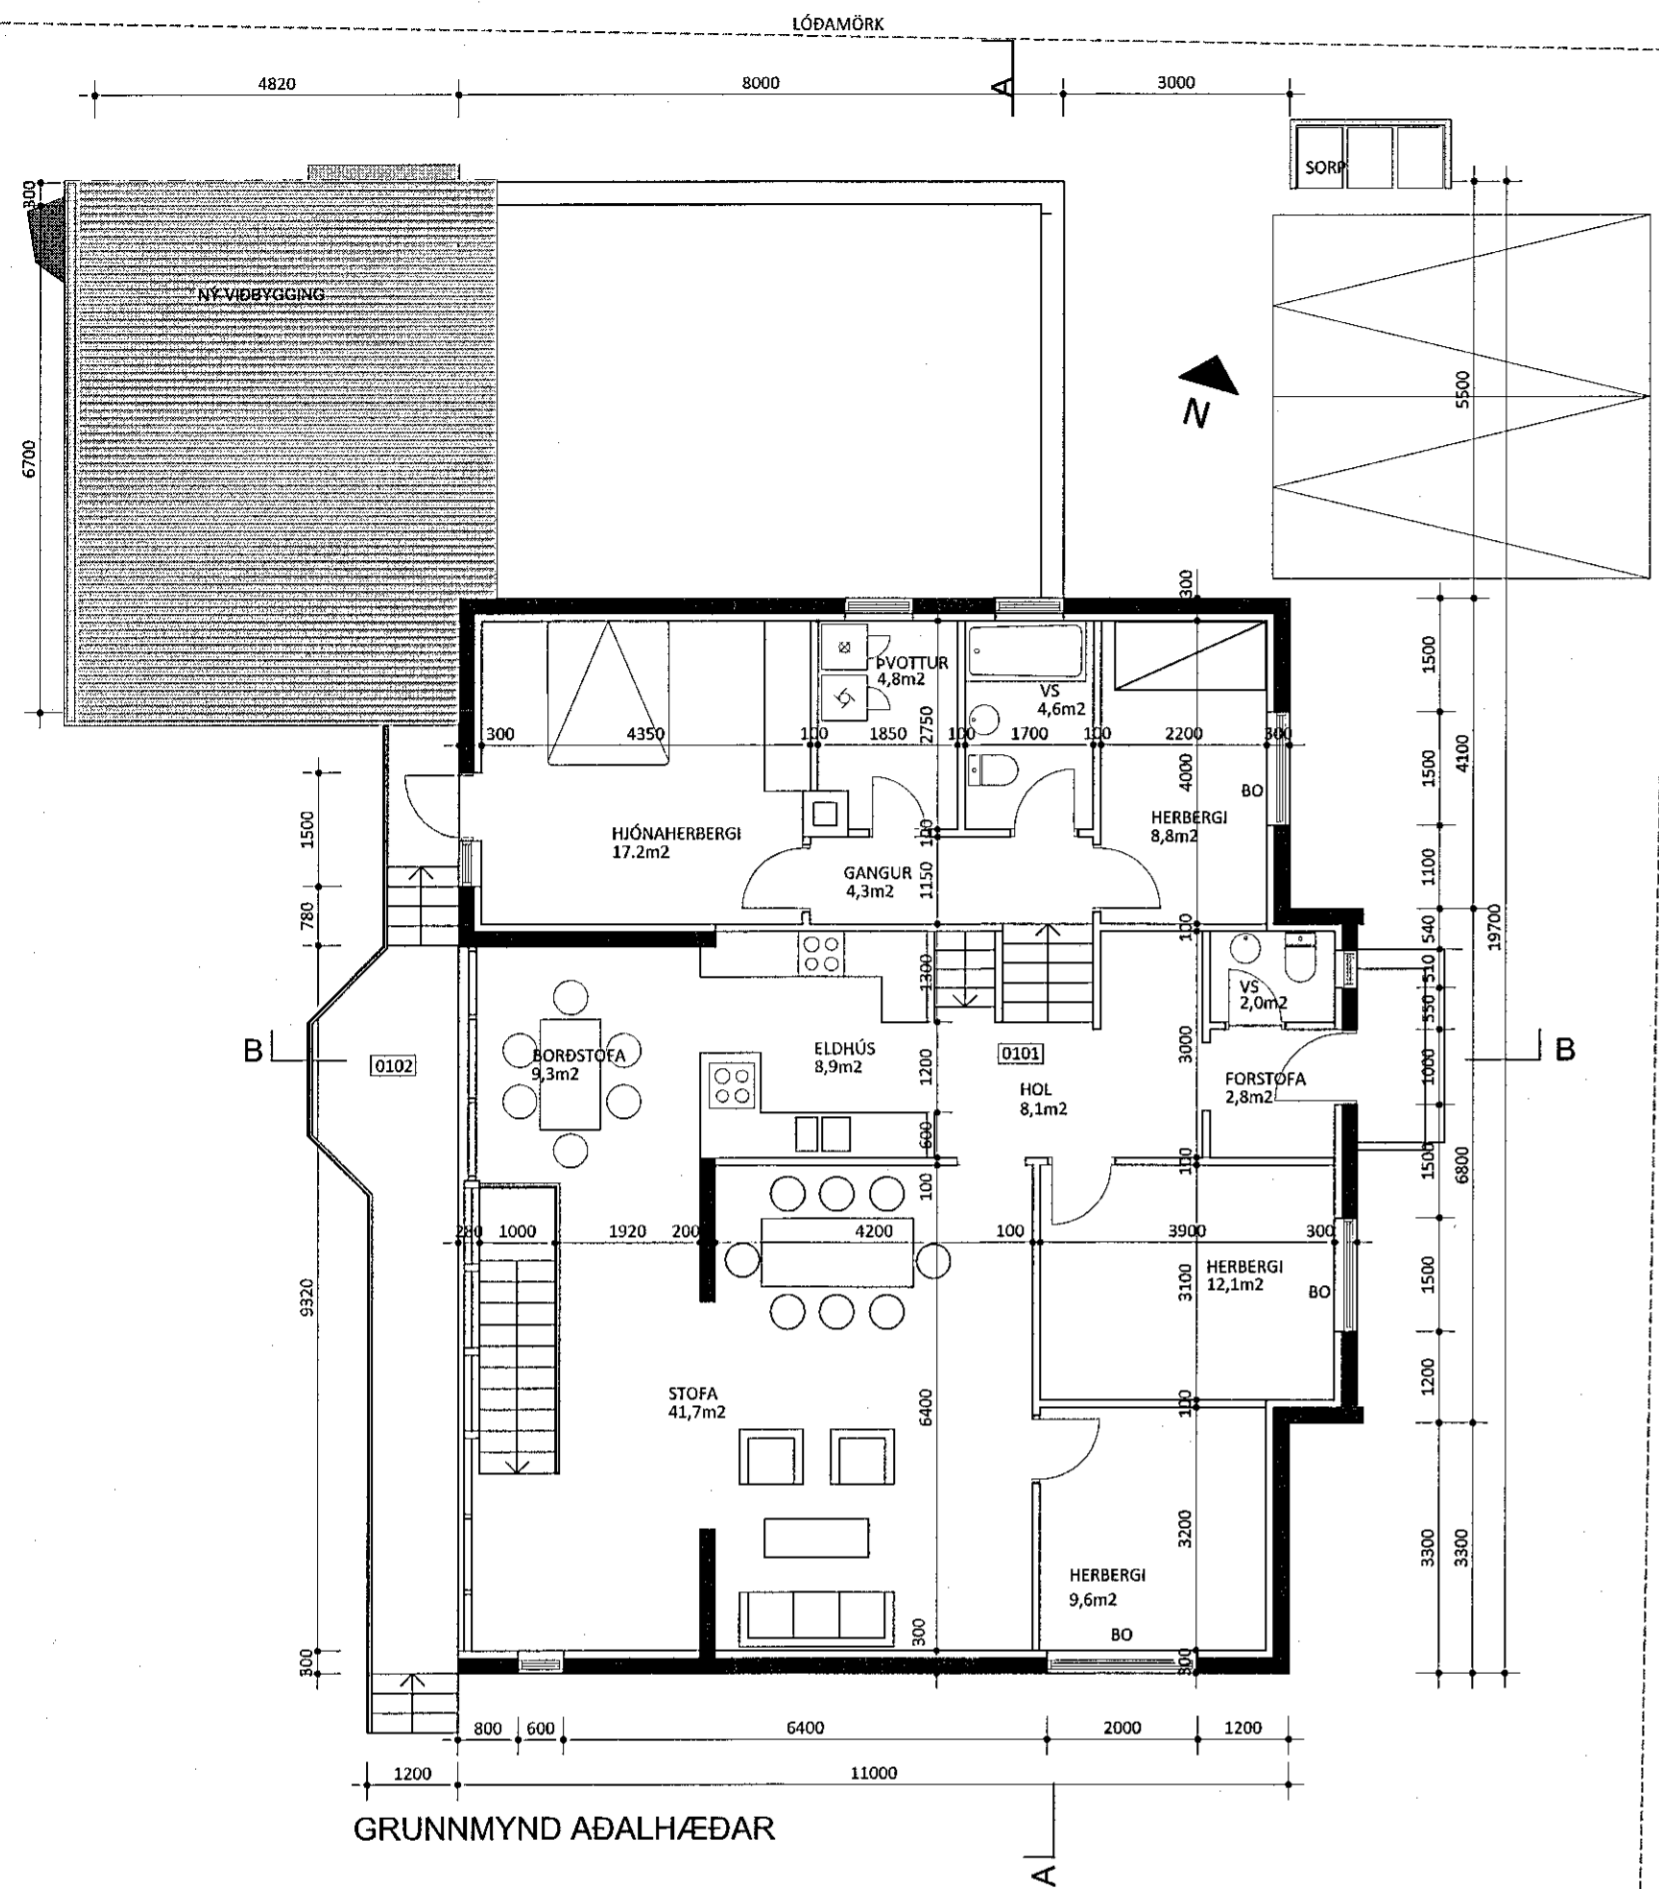 LÓÐAMÖRK
4820
8000
A
3000
SORP
300
NÝ VIÐBYGGING
6700
N
5500
300
ÞVOTTUR
4,8m2
VS
4,6m2
2750
300
4350
100
1850
100
1700
100
2200
300
4000
BO
HERBERGI
8,8m2
HJÓNAHERBERGI
17.2m2
GANGUR
4,3m2
100
1150
1500
780
1500
1500
4100
1100
19700
100
540
510
550
1300
VS
2,0m2
B
0102
BORÐSTOFA
9,3m2
ELDHÚS
8,9m2
1200
0101
HOL
8,1m2
3000
FORSTOFA
2,8m2
1000
B
600
100
100
1500
6800
280
1000
1920
200
4200
100
3900
300
HERBERGI
12,1m2
BO
3100
1500
9320
STOFA
41,7m2
6400
100
1200
3200
3300
3300
HERBERGI
9,6m2
BO
300
300
300
800
600
6400
2000
1200
1200
11000
GRUNNMYND AÐALHÆÐAR
A